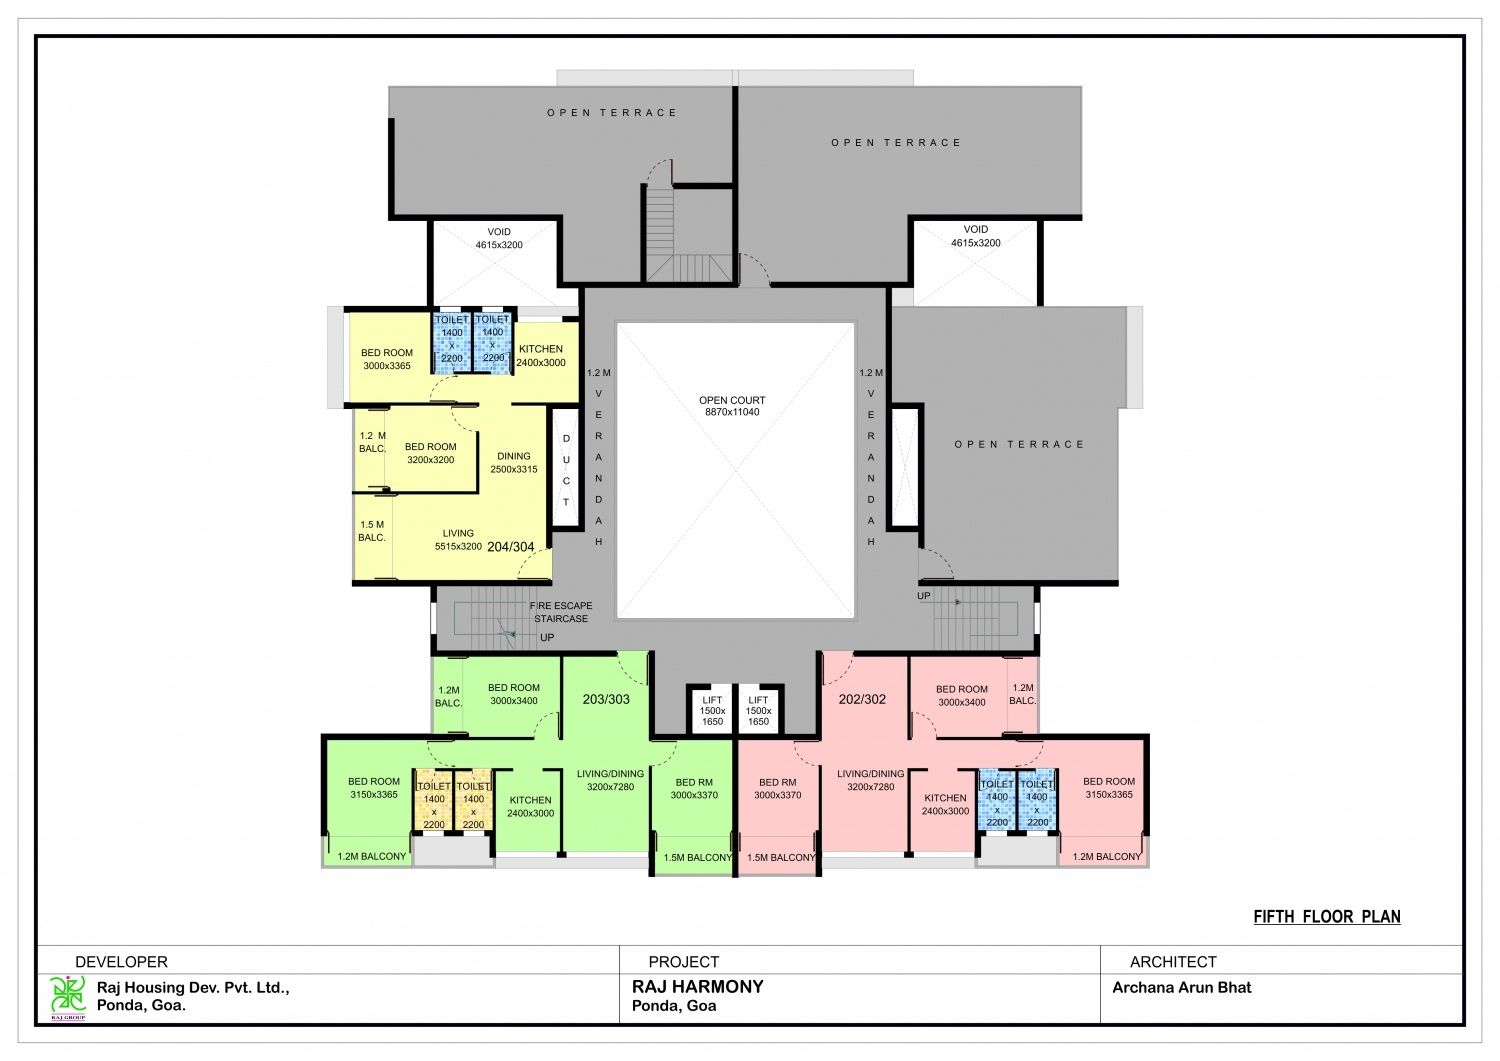 OPEN TERRACE
OPEN TERRACE
VOID
4615x3200
VOID
4615x3200
TOILET
1400
x
2200
TOILET
1400
x
2200
KITCHEN
2400x3000
BED ROOM
3000x3365
1.2 M
VERANDAH
1.2 M
VERANDAH
OPEN COURT
8870x11040
1.2 M
BALC.
BED ROOM
3200x3200
DINING
2500x3315
DUCT
OPEN TERRACE
1.5 M
BALC.
LIVING
5515x3200
204/304
FIRE ESCAPE
STAIRCASE
UP
UP
1.2M
BALC.
BED ROOM
3000x3400
203/303
LIFT
1500x
1650
LIFT
1500x
1650
202/302
BED ROOM
3000x3400
1.2M
BALC.
BED ROOM
3150x3365
TOILET
1400
x
2200
TOILET
1400
x
2200
KITCHEN
2400x3000
LIVING/DINING
3200x7280
BED RM
3000x3370
BED RM
3000x3370
LIVING/DINING
3200x7280
KITCHEN
2400x3000
TOILET
1400
x
2200
TOILET
1400
x
2200
BED ROOM
3150x3365
1.2M BALCONY
1.5M BALCONY
1.5M BALCONY
1.2M BALCONY
FIFTH FLOOR PLAN
DEVELOPER
PROJECT
ARCHITECT
RAJ GROUP
Raj Housing Dev. Pvt. Ltd.,
Ponda, Goa.
RAJ HARMONY
Ponda, Goa
Archana Arun Bhat